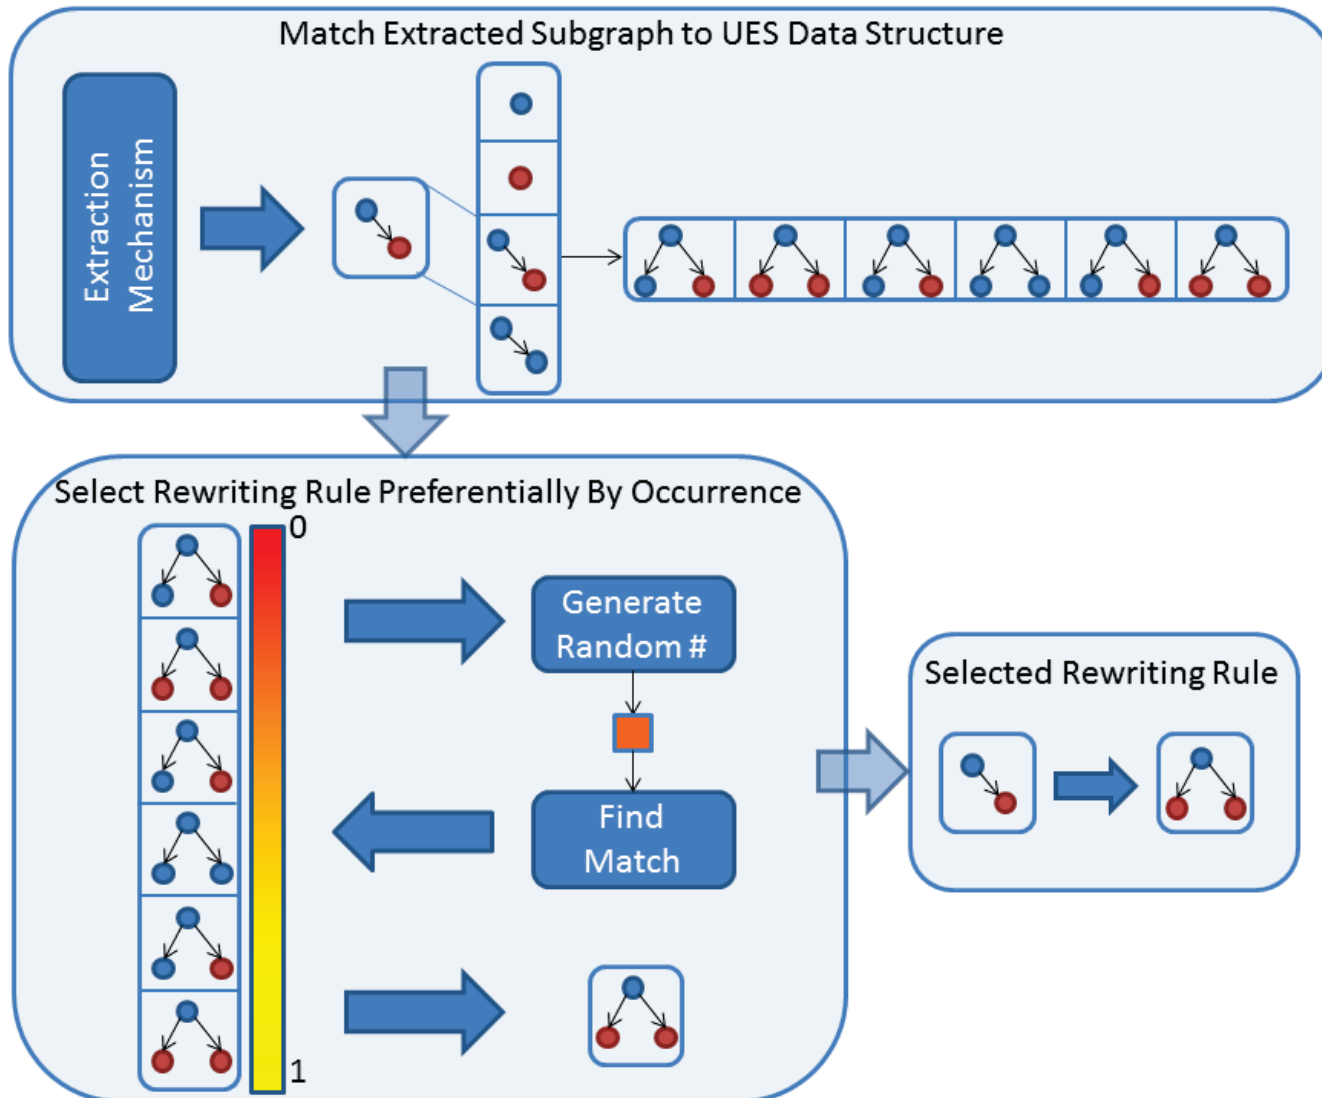 Match Extracted Subgraph to UES Data Structure
Extraction
Mechanism
Select Rewriting Rule Preferentially By Occurrence
0
Generate
Random #
Find
Match
1
Selected Rewriting Rule